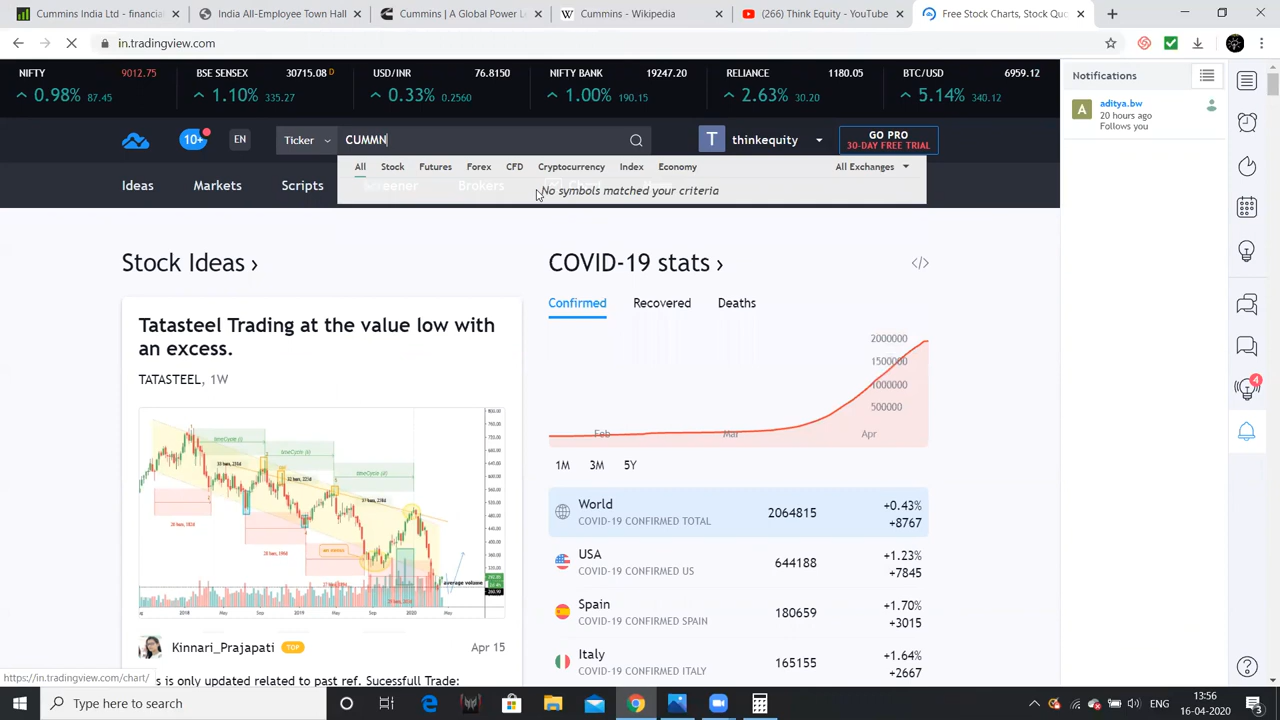 Cummins India Ltd. - financial
India All-Employee Town Hall
Cummins | A Global Power L
Cummins - Wikipedia
(266) Think Equity - YouTube
Free Stock Charts, Stock Quo
in.tradingview.com
NIFTY 9012.75
0.98% 87.45
BSE SENSEX 30715.08 D
1.10% 335.27
USD/INR 76.8150
0.33% 0.2560
NIFTY BANK 19247.20
1.00% 190.15
RELIANCE 1180.05
2.63% 30.20
BTC/USD 6959.12
5.14% 340.12
Notifications
aditya.bw
20 hours ago
Follows you
10+
EN
Ticker
CUMMN
T thinkequity
GO PRO
30-DAY FREE TRIAL
All Stock Futures Forex CFD Cryptocurrency Index Economy All Exchanges
No symbols matched your criteria
Ideas Markets Scripts Screener Brokers
Stock Ideas ›
Tatasteel Trading at the value low with
an excess.
TATASTEEL, 1W
Kinnari_Prajapati TOP Apr 15
s is only updated related to past ref. Sucessfull Trade:
COVID-19 stats ›
</>
Confirmed Recovered Deaths
2000000
1500000
1000000
500000
Feb Mar Apr
1M 3M 5Y
World
COVID-19 CONFIRMED TOTAL
2064815
+0.43%
+8767
USA
COVID-19 CONFIRMED US
644188
+1.23%
+7845
Spain
COVID-19 CONFIRMED SPAIN
180659
+1.70%
+3015
Italy
COVID-19 CONFIRMED ITALY
165155
+1.64%
+2667
4
https://in.tradingview.com/chart/
Type here to search
ENG
13:56
16-04-2020
3